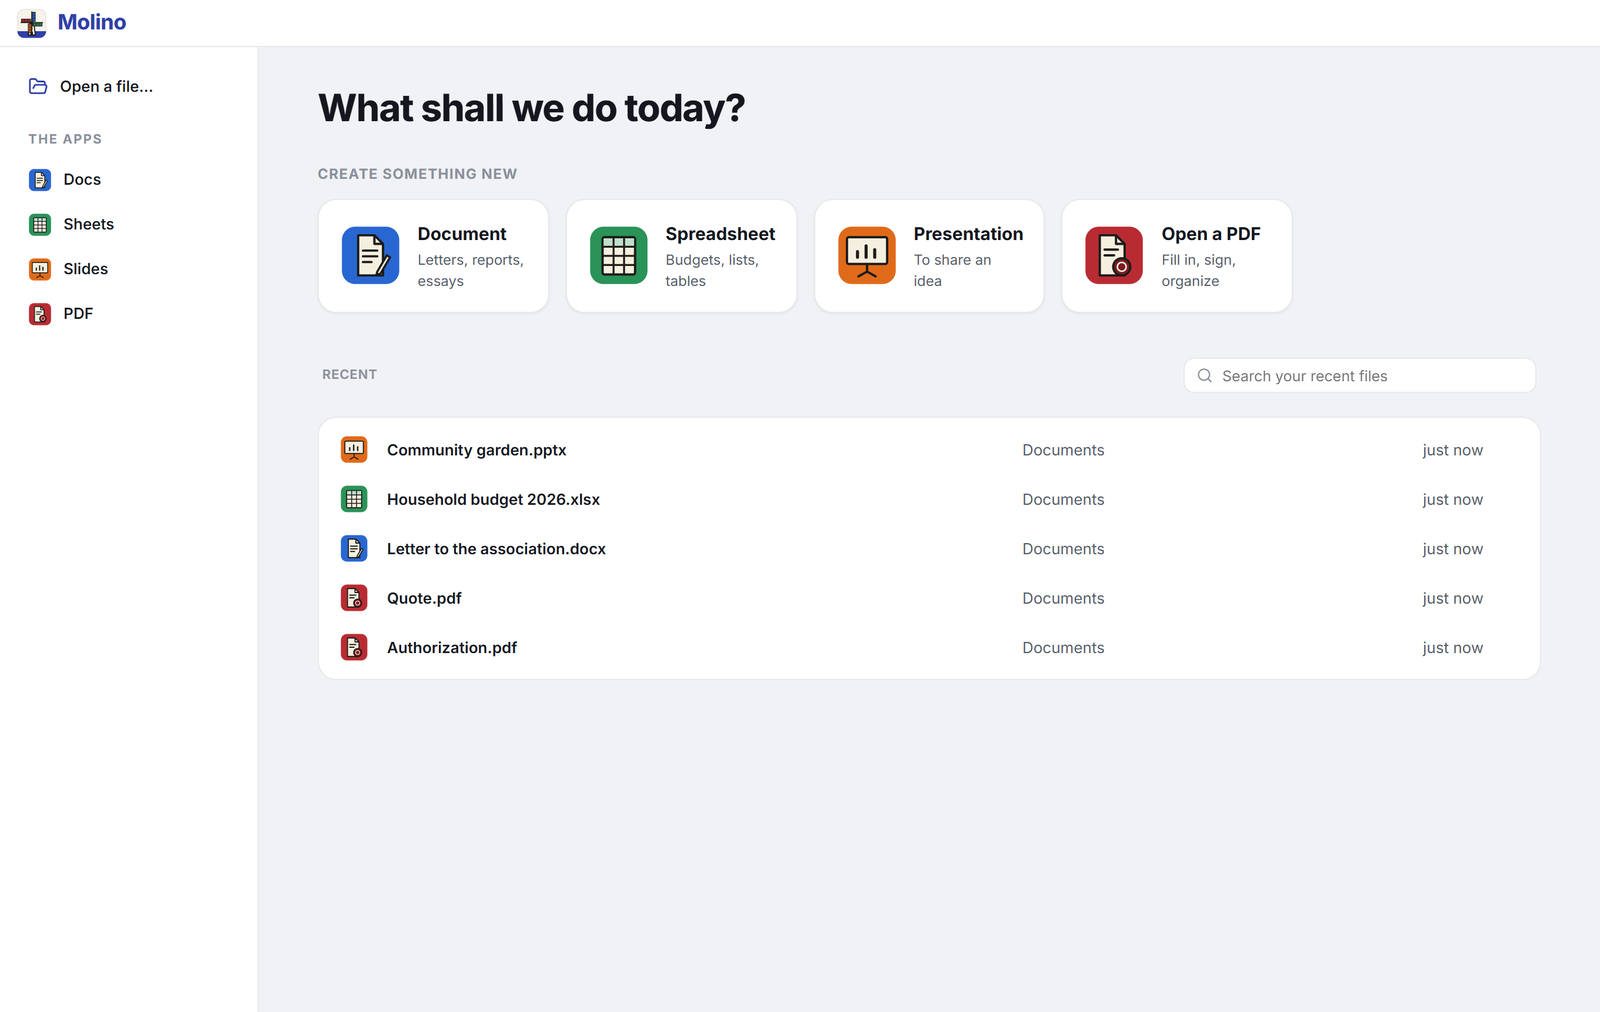 Molino
Open a file...
THE APPS
Docs
Sheets
Slides
PDF
What shall we do today?
CREATE SOMETHING NEW
Document
Letters, reports,
essays
Spreadsheet
Budgets, lists,
tables
Presentation
To share an
idea
Open a PDF
Fill in, sign,
organize
RECENT
Search your recent files
Community garden.pptx Documents just now
Household budget 2026.xlsx Documents just now
Letter to the association.docx Documents just now
Quote.pdf Documents just now
Authorization.pdf Documents just now